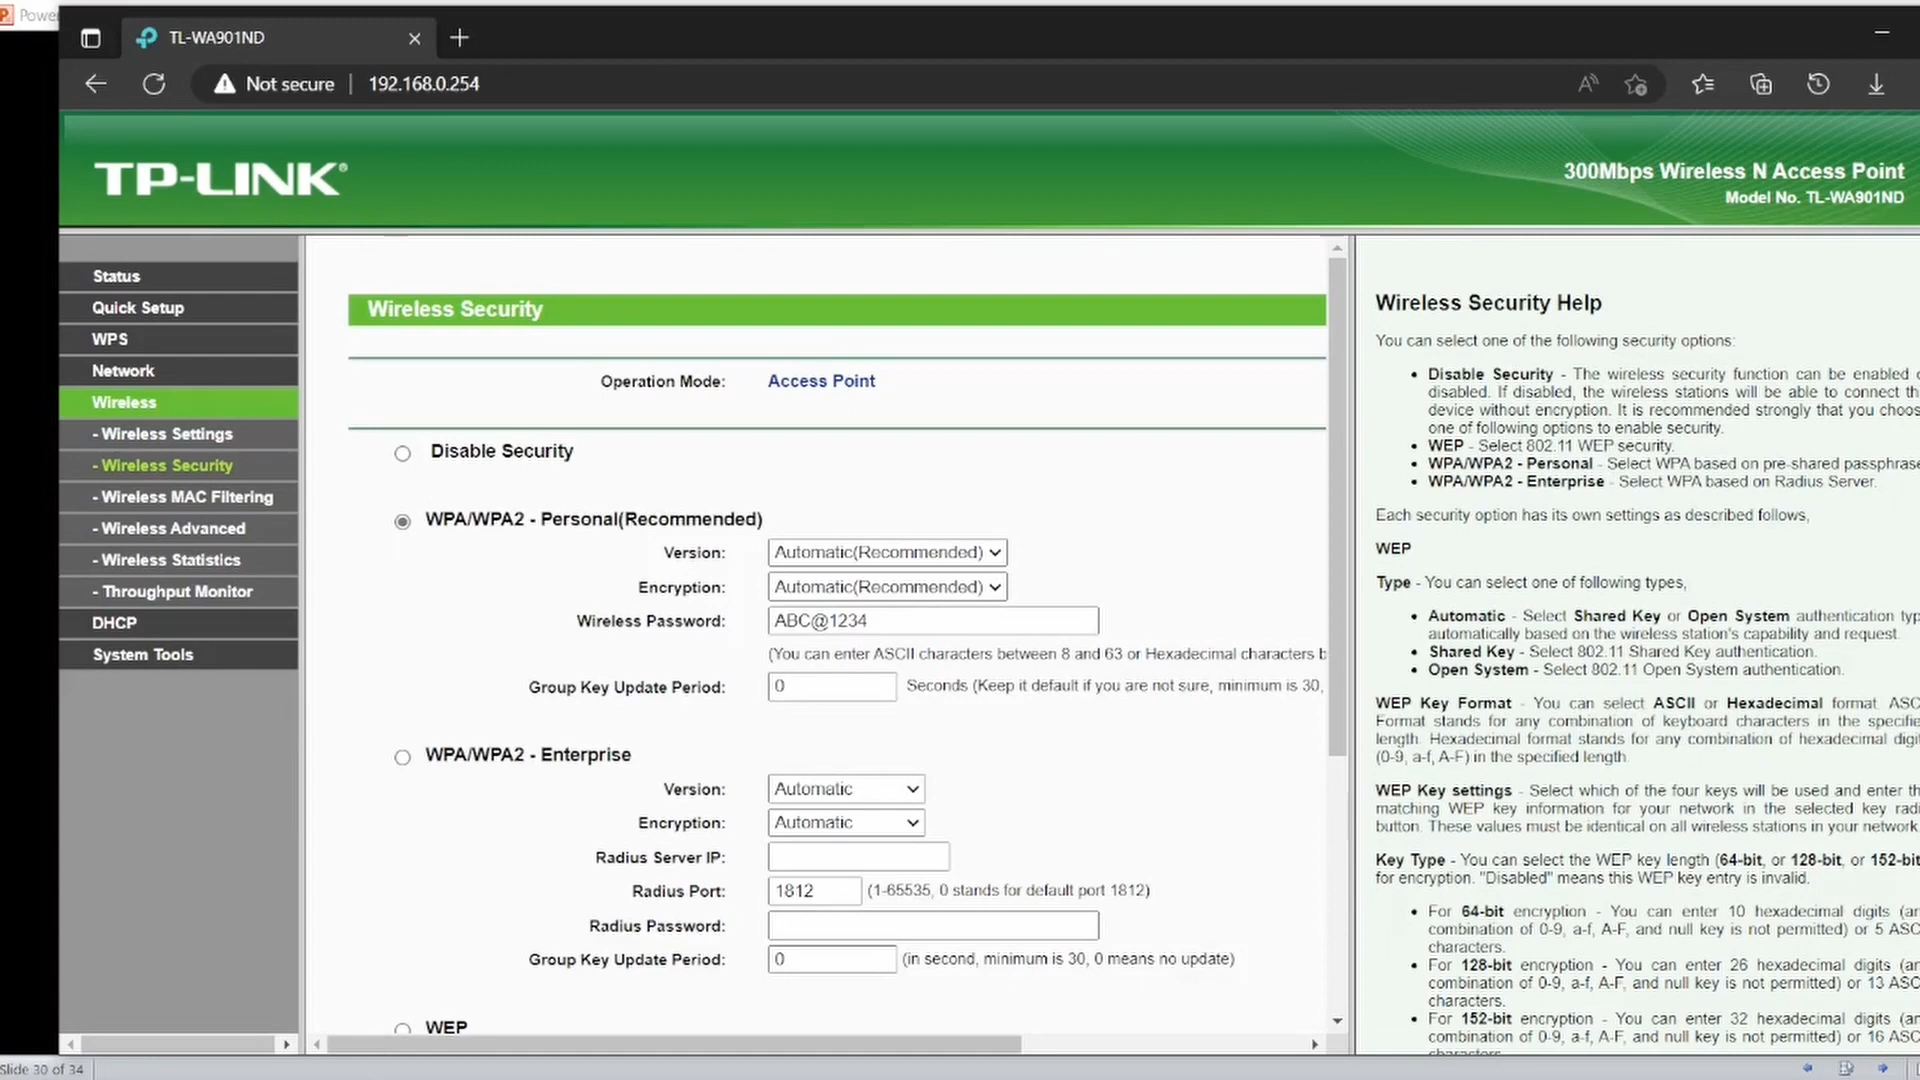 Power
TL-WA901ND
Not secure
192.168.0.254
TP-LINK®
300Mbps Wireless N Access Point
Model No. TL-WA901ND
Status
Quick Setup
WPS
Network
Wireless
- Wireless Settings
- Wireless Security
- Wireless MAC Filtering
- Wireless Advanced
- Wireless Statistics
- Throughput Monitor
DHCP
System Tools
Wireless Security
Operation Mode: Access Point
Disable Security
WPA/WPA2 - Personal(Recommended)
Version: Automatic(Recommended)
Encryption: Automatic(Recommended)
Wireless Password: ABC@1234
(You can enter ASCII characters between 8 and 63 or Hexadecimal characters b
Group Key Update Period: 0 Seconds (Keep it default if you are not sure, minimum is 30,
WPA/WPA2 - Enterprise
Version: Automatic
Encryption: Automatic
Radius Server IP:
Radius Port: 1812 (1-65535, 0 stands for default port 1812)
Radius Password:
Group Key Update Period: 0 (in second, minimum is 30, 0 means no update)
WEP
Wireless Security Help
You can select one of the following security options:
• Disable Security - The wireless security function can be enabled
disabled. If disabled, the wireless stations will be able to connect
device without encryption. It is recommended strongly that you
one of following options to enable security.
• WEP - Select 802.11 WEP security.
• WPA/WPA2 - Personal - Select WPA based on pre-shared
• WPA/WPA2 - Enterprise - Select WPA based on Radius Server.
Each security option has its own settings as described follows,
WEP
Type - You can select one of following types,
• Automatic - Select Shared Key or Open System authentication
automatically based on the wireless station's capability and request.
• Shared Key - Select 802.11 Shared Key authentication.
• Open System - Select 802.11 Open System authentication.
WEP Key Format - You can select ASCII or Hexadecimal format.
Format stands for any combination of keyboard characters in the
length. Hexadecimal format stands for any combination of hexadecimal
(0-9, a-f, A-F) in the specified length.
WEP Key settings - Select which of the four keys will be used and enter
matching WEP key information for your network in the selected key
button. These values must be identical on all wireless stations in your network
Key Type - You can select the WEP key length (64-bit, or 128-bit, or 152-bit
for encryption. "Disabled" means this WEP key entry is invalid.
• For 64-bit encryption - You can enter 10 hexadecimal digits
combination of 0-9, a-f, A-F, and null key is not permitted) or 5
characters.
• For 128-bit encryption - You can enter 26 hexadecimal digits
combination of 0-9, a-f, A-F, and null key is not permitted) or 13
characters.
• For 152-bit encryption - You can enter 32 hexadecimal digits
combination of 0-9, a-f, A-F, and null key is not permitted) or 16
characters.
Slide 30 of 34